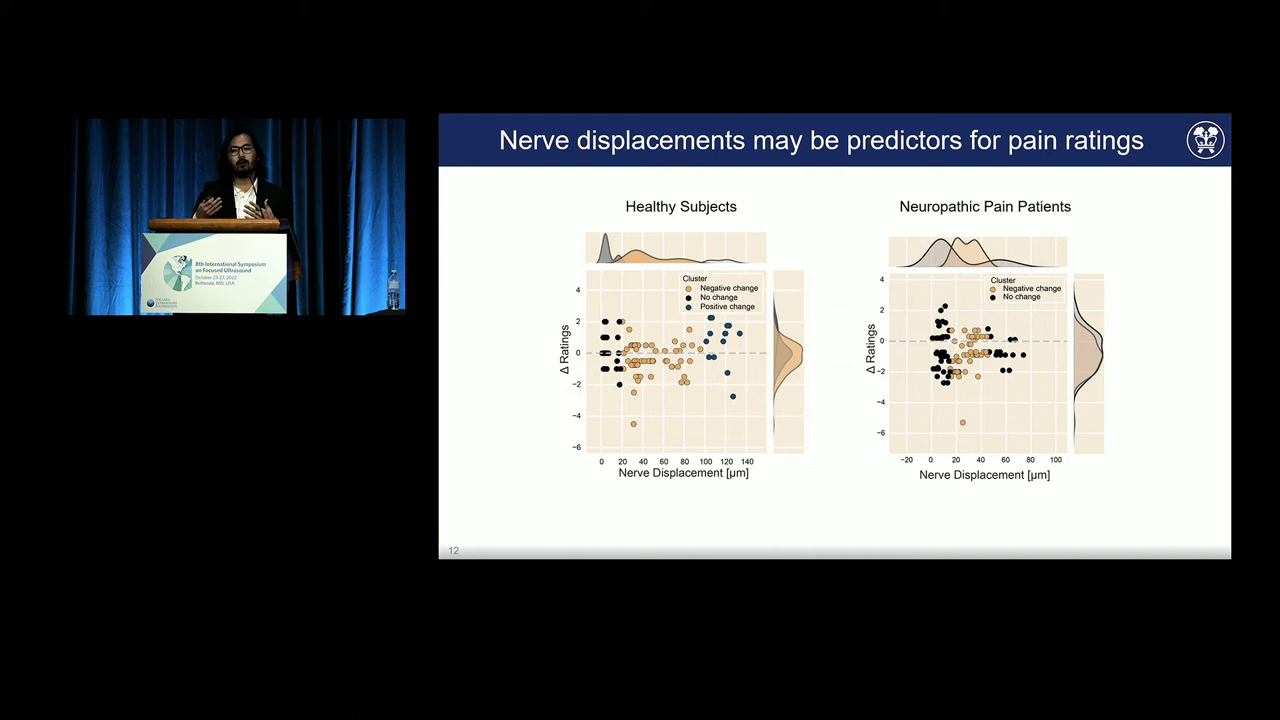 Nerve displacements may be predictors for pain ratings
8th International Symposium
on Focused Ultrasound
October 23-27, 2022
Bethesda, MD, USA
FOCUSED
ULTRASOUND
FOUNDATION
Healthy Subjects
Cluster
Negative change
No change
Positive change
4
2
0
−2
−4
−6
Δ Ratings
0 20 40 60 80 100 120 140
Nerve Displacement [μm]
Neuropathic Pain Patients
Cluster
Negative change
No change
4
2
0
−2
−4
−6
Δ Ratings
−20 0 20 40 60 80 100
Nerve Displacement [μm]
12